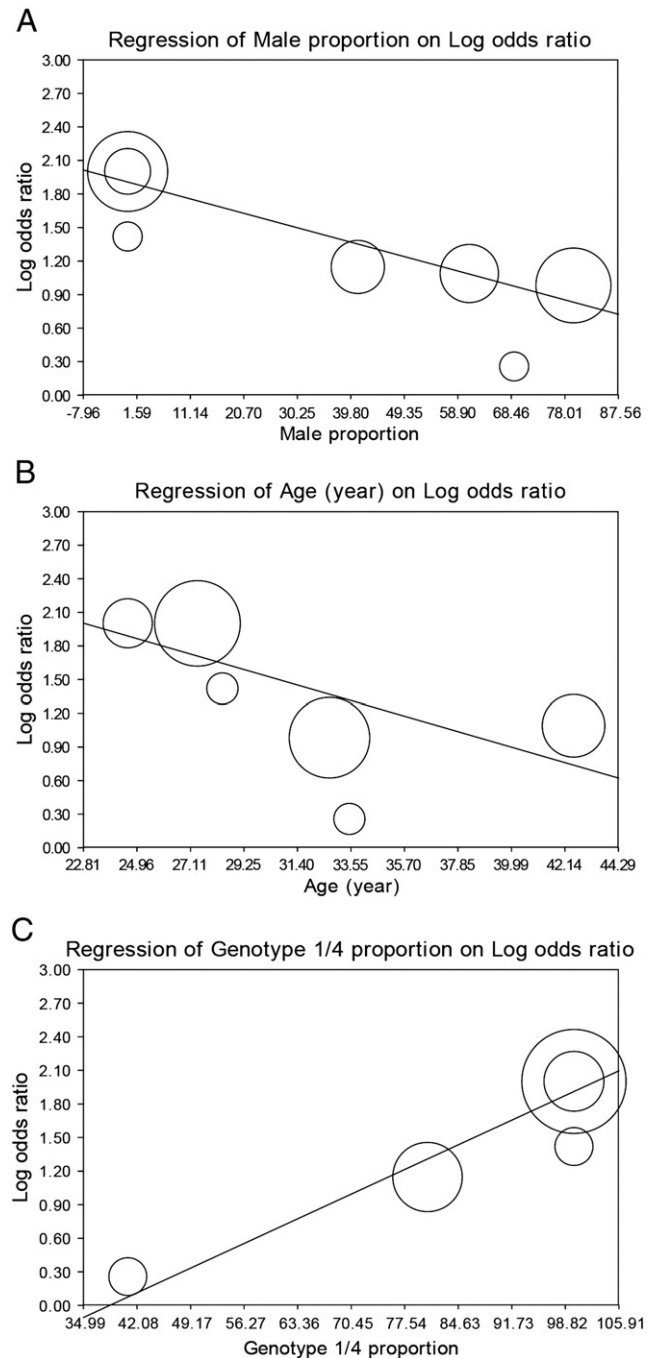 A
Regression of Male proportion on Log odds ratio
3.00
2.70
2.40
2.10
1.80
1.50
1.20
0.90
0.60
0.30
0.00
Log odds ratio
-7.96 1.59 11.14 20.70 30.25 39.80 49.35 58.90 68.46 78.01 87.56
Male proportion
B
Regression of Age (year) on Log odds ratio
3.00
2.70
2.40
2.10
1.80
1.50
1.20
0.90
0.60
0.30
0.00
Log odds ratio
22.81 24.96 27.11 29.25 31.40 33.55 35.70 37.85 39.99 42.14 44.29
Age (year)
C
Regression of Genotype 1/4 proportion on Log odds ratio
3.00
2.70
2.40
2.10
1.80
1.50
1.20
0.90
0.60
0.30
0.00
Log odds ratio
34.99 42.08 49.17 56.27 63.36 70.45 77.54 84.63 91.73 98.82 105.91
Genotype 1/4 proportion